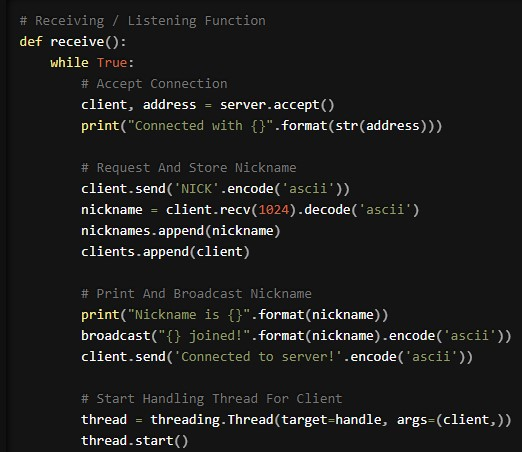 # Receiving / Listening Function
def receive():
    while True:
        # Accept Connection
        client, address = server.accept()
        print("Connected with {}".format(str(address)))

        # Request And Store Nickname
        client.send('NICK'.encode('ascii'))
        nickname = client.recv(1024).decode('ascii')
        nicknames.append(nickname)
        clients.append(client)

        # Print And Broadcast Nickname
        print("Nickname is {}".format(nickname))
        broadcast("{} joined!".format(nickname).encode('ascii'))
        client.send('Connected to server!'.encode('ascii'))

        # Start Handling Thread For Client
        thread = threading.Thread(target=handle, args=(client,))
        thread.start()